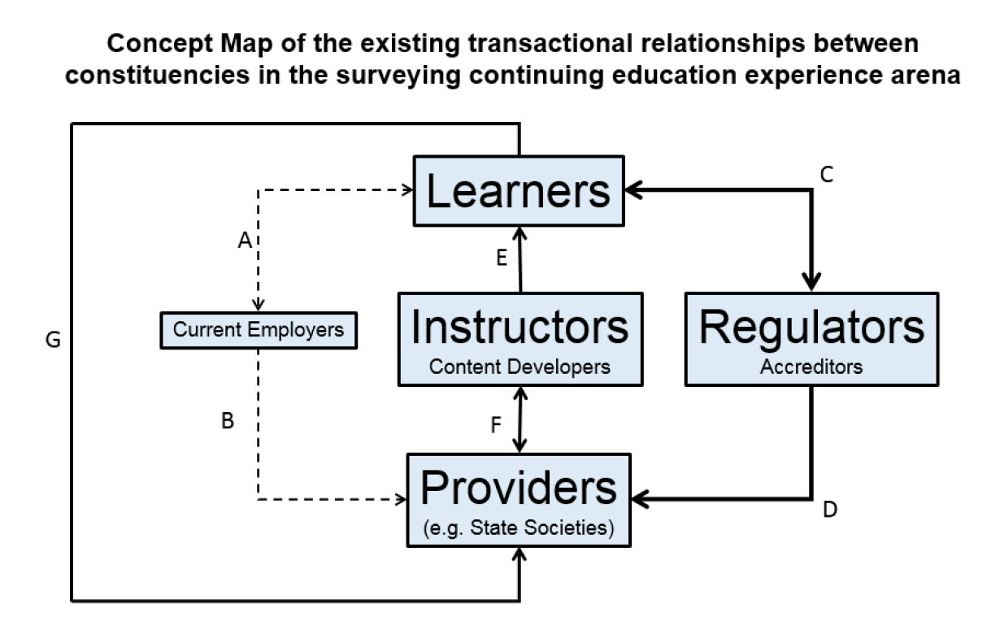 Concept Map of the existing transactional relationships between
constituencies in the surveying continuing education experience arena
Learners
C
A
E
Current Employers
Instructors
Content Developers
Regulators
Accreditors
G
B
F
Providers
(e.g. State Societies)
D